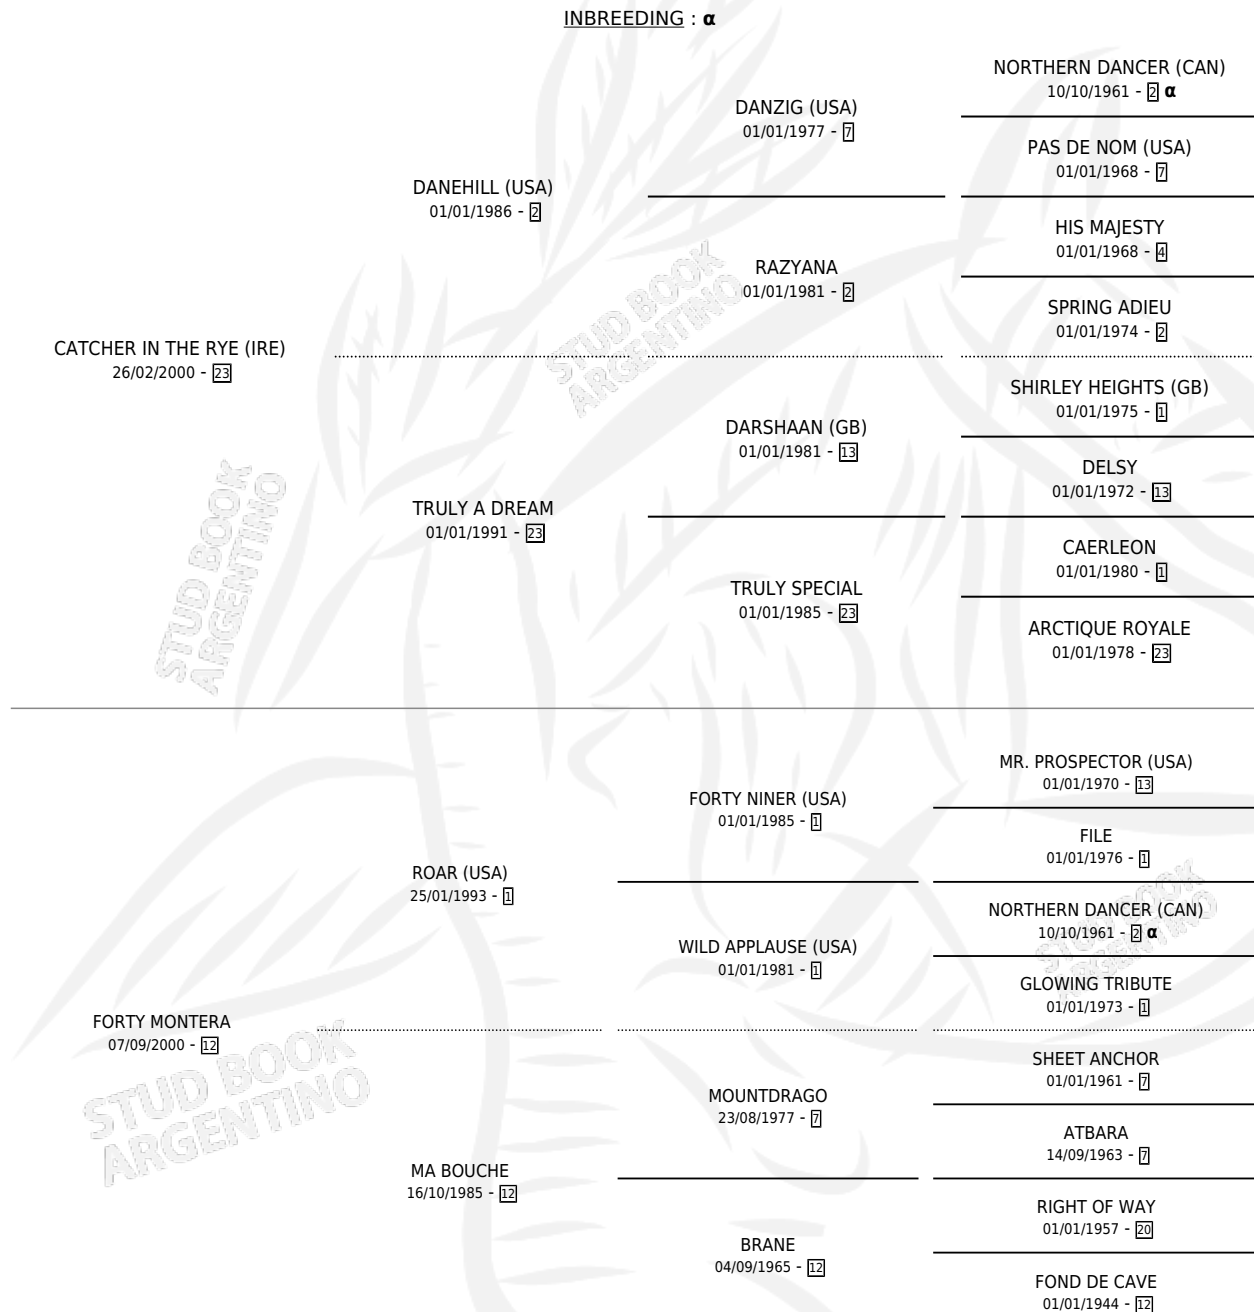 INBREEDING : α
NORTHERN DANCER (CAN)
10/10/1961 - 2 α
DANZIG (USA)
01/01/1977 - 7
PAS DE NOM (USA)
01/01/1968 - 7
DANEHILL (USA)
01/01/1986 - 2
HIS MAJESTY
01/01/1968 - 4
RAZYANA
01/01/1981 - 2
SPRING ADIEU
01/01/1974 - 2
CATCHER IN THE RYE (IRE)
26/02/2000 - 23
SHIRLEY HEIGHTS (GB)
01/01/1975 - 1
DARSHAAN (GB)
01/01/1981 - 13
DELSY
01/01/1972 - 13
TRULY A DREAM
01/01/1991 - 23
CAERLEON
01/01/1980 - 1
TRULY SPECIAL
01/01/1985 - 23
ARCTIQUE ROYALE
01/01/1978 - 23
MR. PROSPECTOR (USA)
01/01/1970 - 13
FORTY NINER (USA)
01/01/1985 - 1
FILE
01/01/1976 - 1
ROAR (USA)
25/01/1993 - 1
NORTHERN DANCER (CAN)
10/10/1961 - 2 α
WILD APPLAUSE (USA)
01/01/1981 - 1
GLOWING TRIBUTE
01/01/1973 - 1
FORTY MONTERA
07/09/2000 - 12
SHEET ANCHOR
01/01/1961 - 7
MOUNTDRAGO
23/08/1977 - 7
ATBARA
14/09/1963 - 7
MA BOUCHE
16/10/1985 - 12
RIGHT OF WAY
01/01/1957 - 20
BRANE
04/09/1965 - 12
FOND DE CAVE
01/01/1944 - 12
STUD BOOK
ARGENTINO
STUD BOOK
ARGENTINO
STUD BOOK
ARGENTINO
STUD BOOK
ARGENTINO